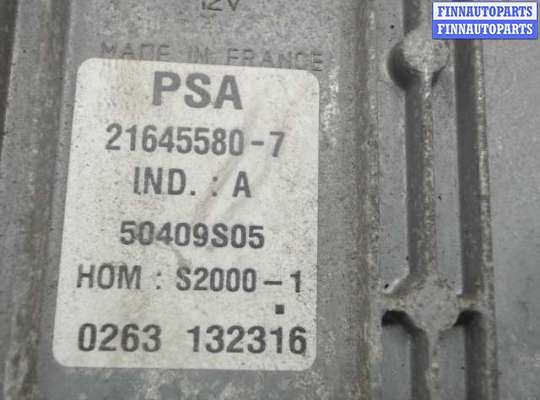 12V
FINNAUTOPARTS
FINNAUTOPARTS
MADE IN FRANCE
PSA
21645580-7
IND. : A
50409S05
HOM : S2000-1
0263 132316